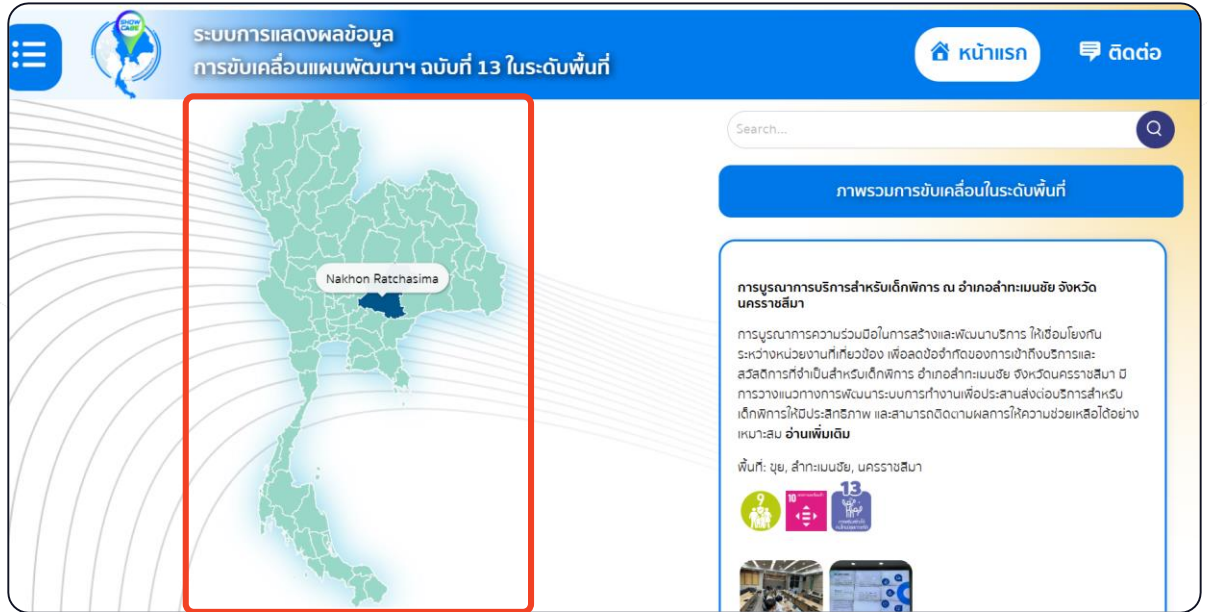 SHOW
CASE
ระบบการแสดงผลข้อมูล
การขับเคลื่อนแผนพัฒนาฯ ฉบับที่ 13 ในระดับพื้นที่
หน้าแรก
ติดต่อ
Search...
ภาพรวมการขับเคลื่อนในระดับพื้นที่
Nakhon Ratchasima
การบูรณาการบริการสำหรับเด็กพิการ ณ อำเภอลำทะเมนชัย จังหวัด
นครราชสีมา
การบูรณาการความร่วมมือในการสร้างและพัฒนาบริการ ให้เชื่อมโยงกัน
ระหว่างหน่วยงานที่เกี่ยวข้อง เพื่อลดข้อจำกัดของการเข้าถึงบริการและ
สวัสดิการที่จำเป็นสำหรับเด็กพิการ อำเภอลำทะเมนชัย จังหวัดนครราชสีมา มี
การวางแนวทางการพัฒนาระบบการทำงานเพื่อประสานส่งต่อบริการสำหรับ
เด็กพิการให้มีประสิทธิภาพ และสามารถติดตามผลการให้ความช่วยเหลือได้อย่าง
เหมาะสม อ่านเพิ่มเติม
พื้นที่: ขุย, ลำทะเมนชัย, นครราชสีมา
9
10
13